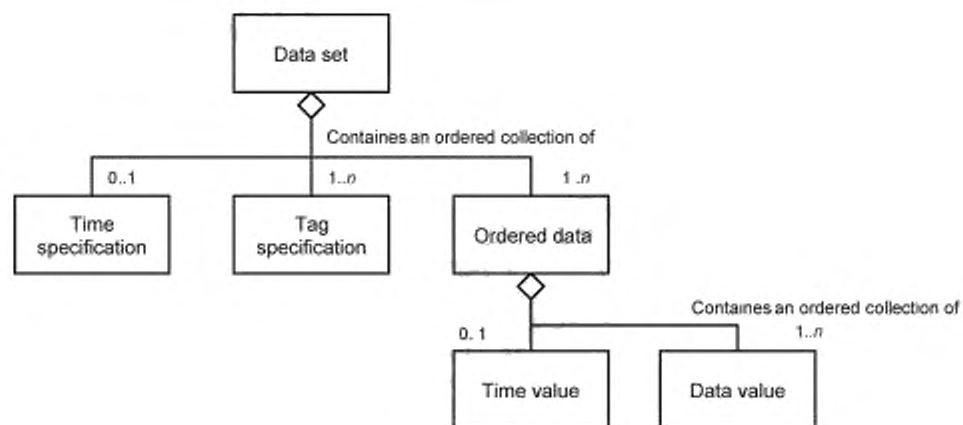 Data set
Containes an ordered collection of
0..1
1..n
1 .n
Time
specification
Tag
specification
Ordered data
Containes an ordered collection of
0. 1
1..n
Time value
Data value